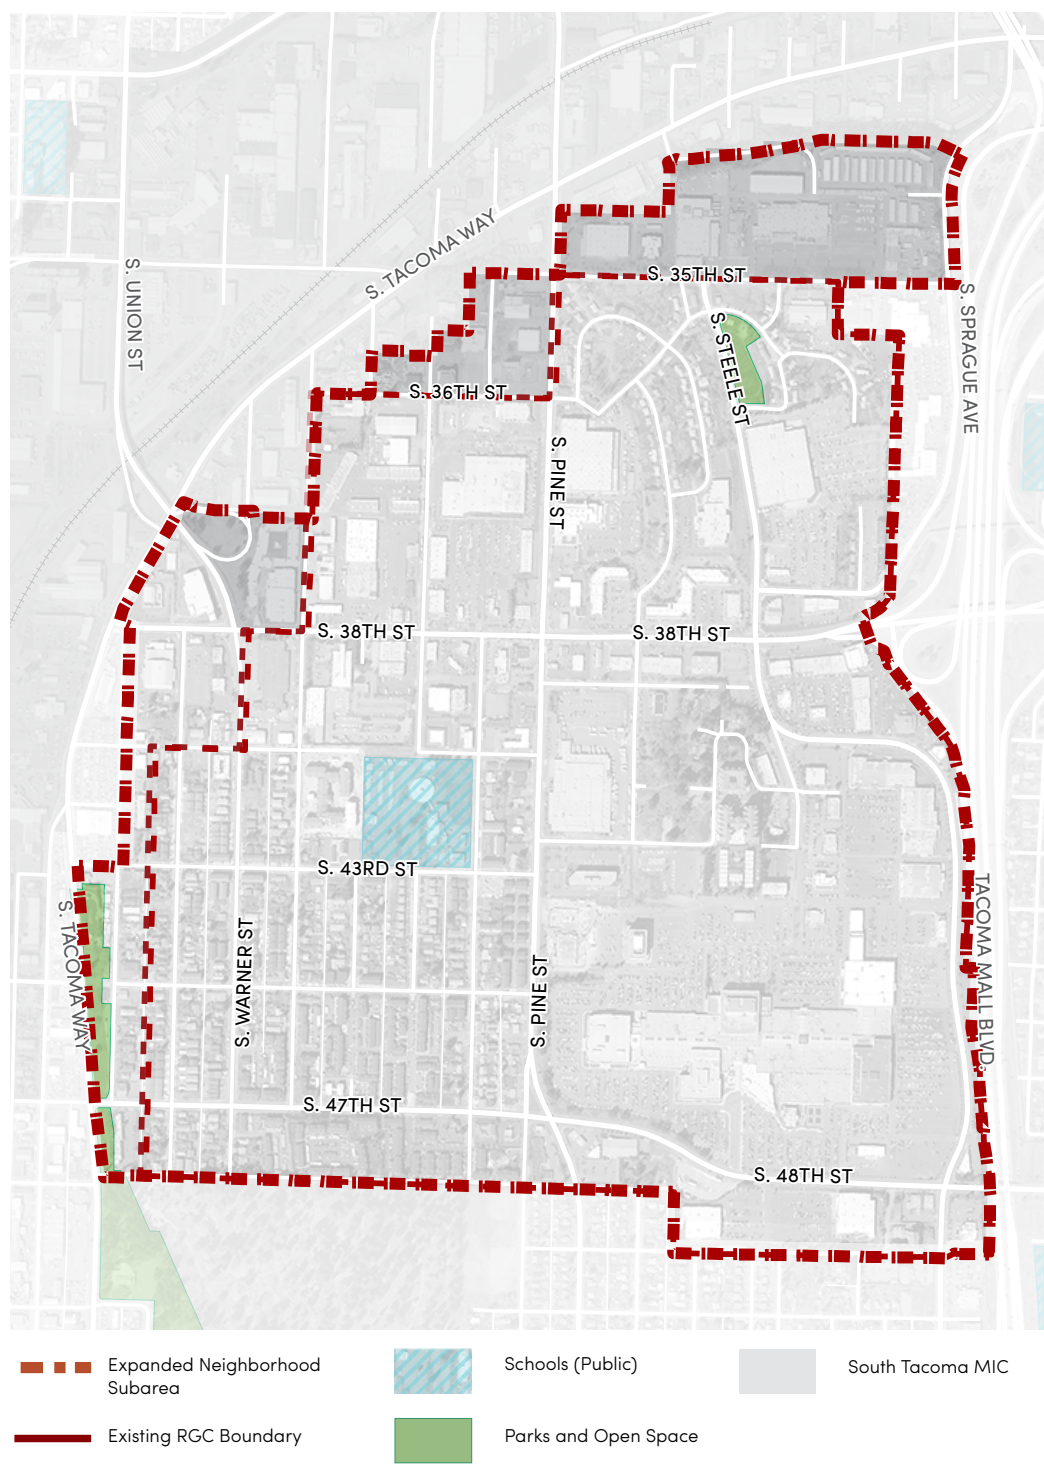 S. TACOMA WAY
S. UNION ST
S. 35TH ST
S. SPRAGUE AVE
S. STEELE ST
S. 36TH ST
S. PINE ST
S. 38TH ST
S. 38TH ST
S. 43RD ST
S. TACOMA WAY
S. WARNER ST
S. PINE ST
TACOMA MALL BLVD.
S. 47TH ST
S. 48TH ST
Expanded Neighborhood
Subarea
Schools (Public)
South Tacoma MIC
Existing RGC Boundary
Parks and Open Space